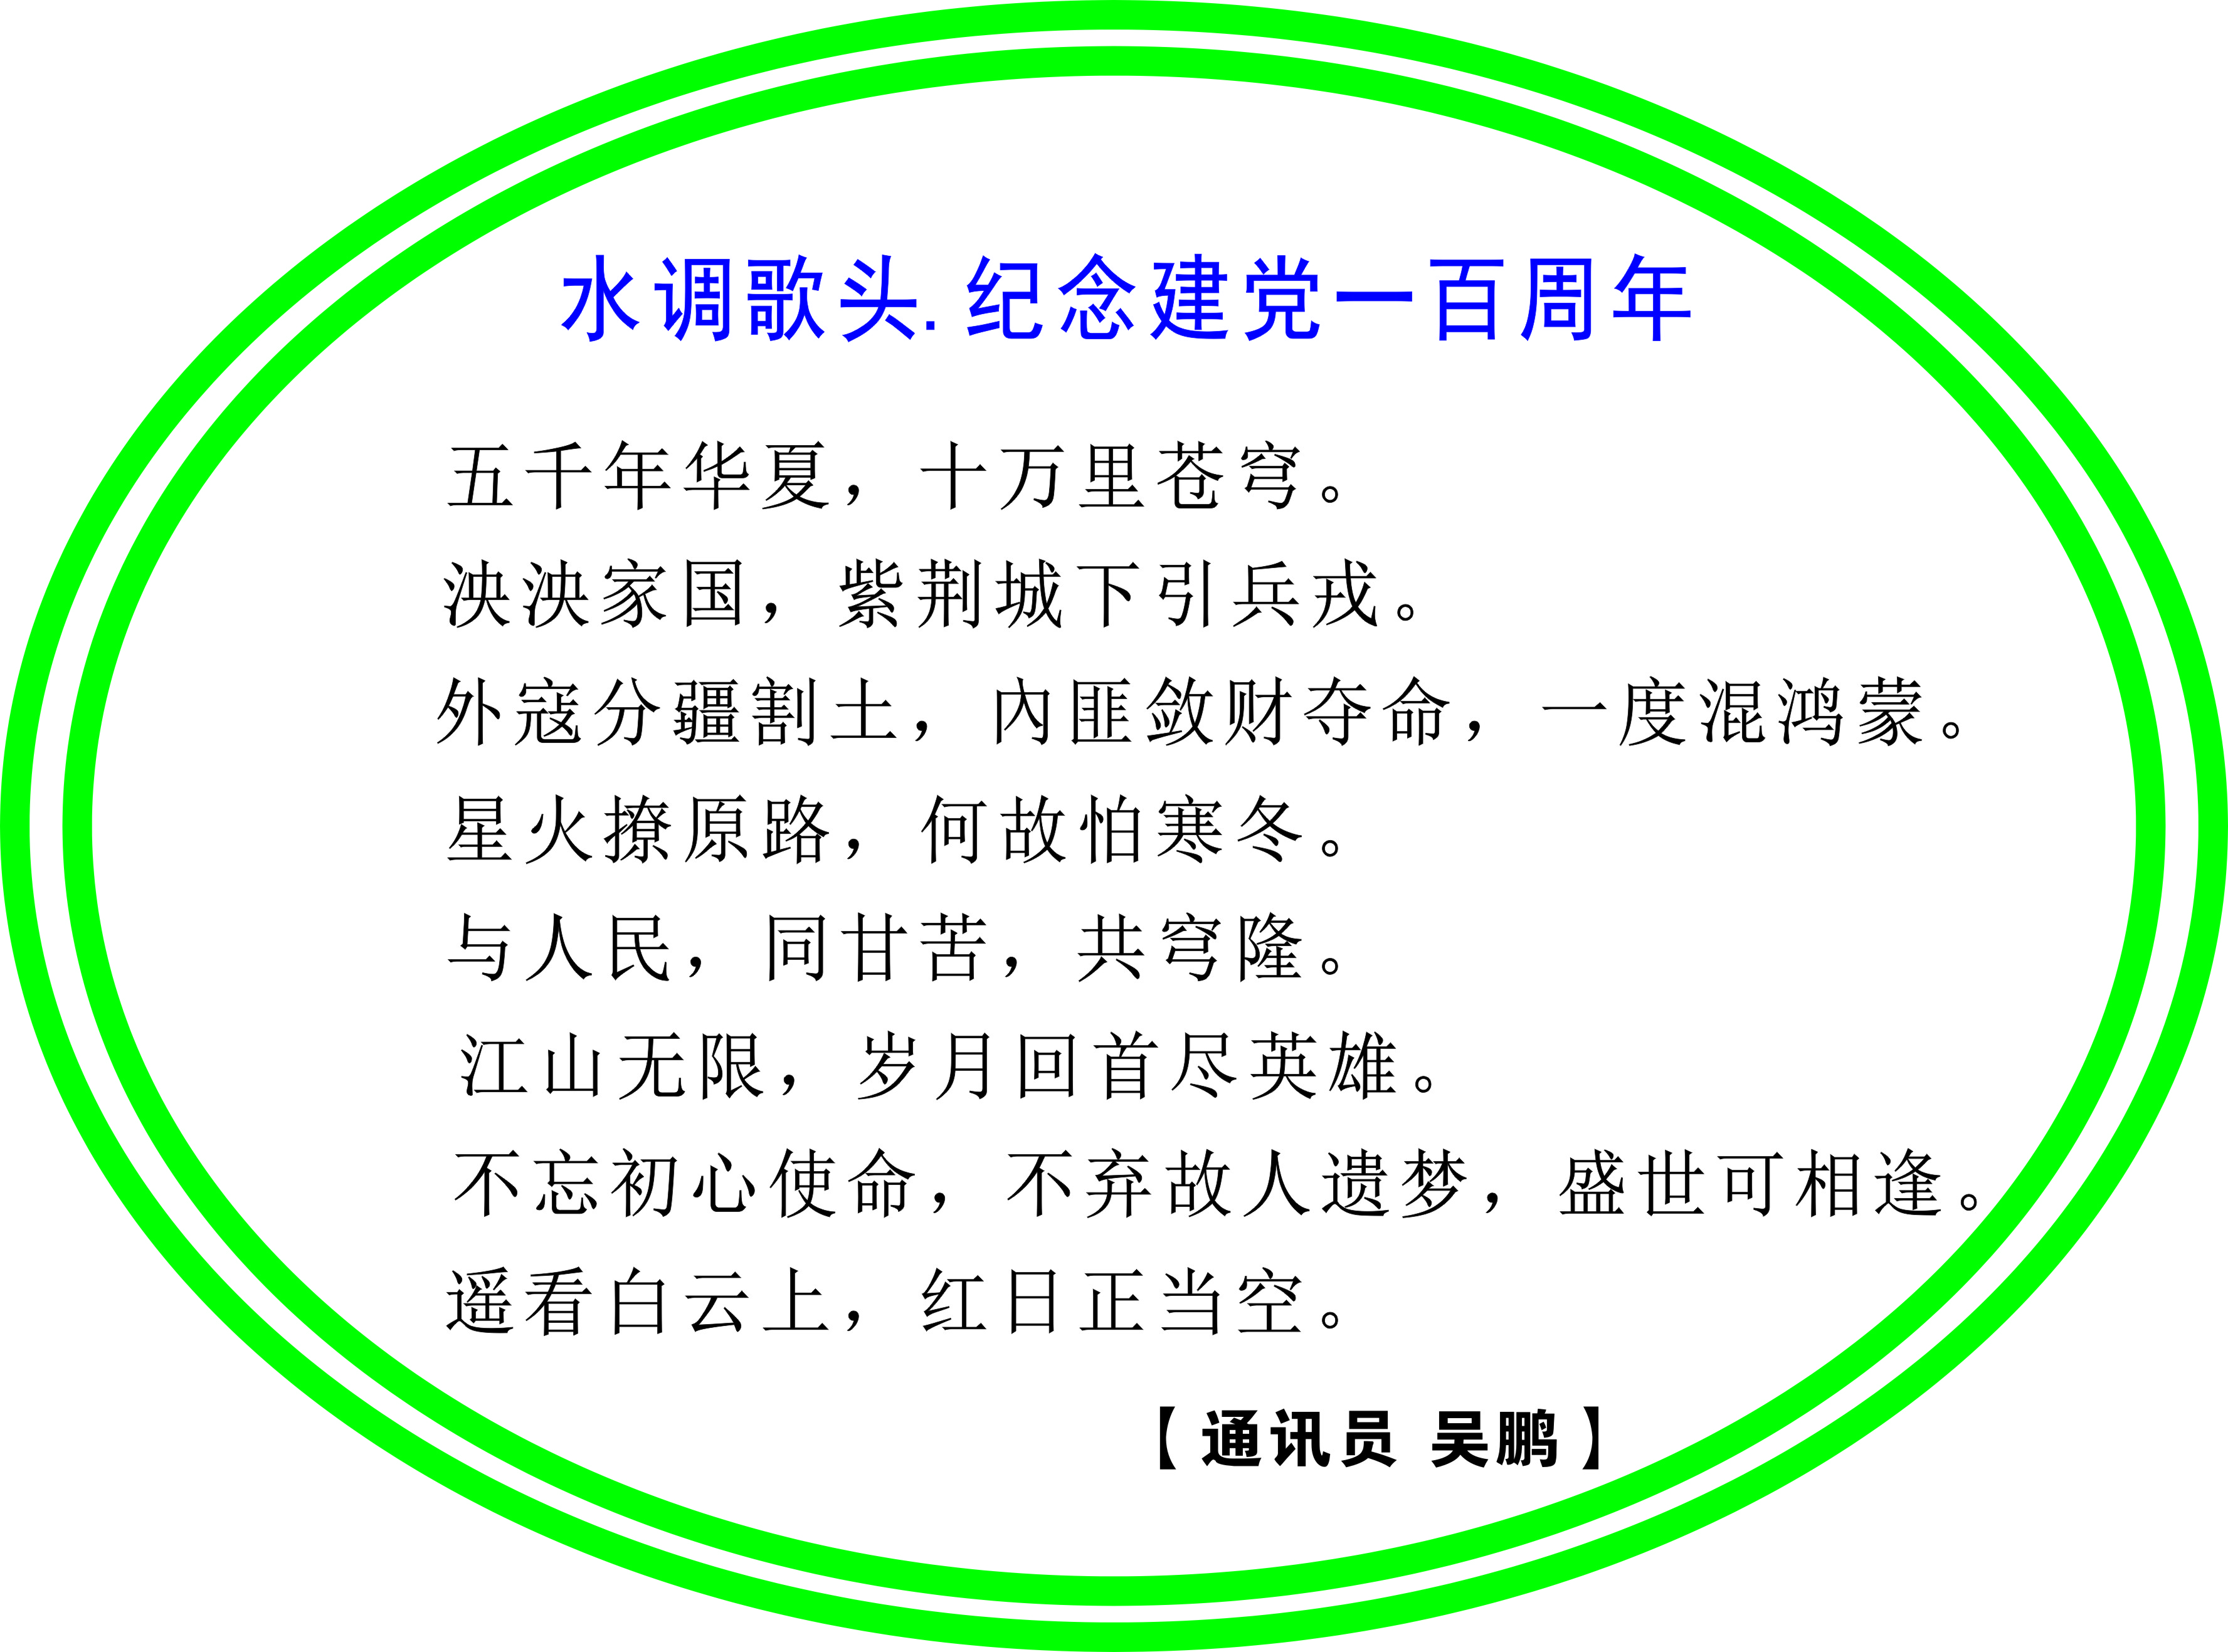 水调歌头.纪念建党一百周年
五千年华夏，十万里苍穹。
泱泱家国，紫荆城下引兵戎。
外寇分疆割土，内匪敛财夺命，一度混鸿蒙。
星火撩原路，何故怕寒冬。
与人民，同甘苦，共穹隆。
江山无限，岁月回首尽英雄。
不忘初心使命，不弃故人遗梦，盛世可相逢。
遥看白云上，红日正当空。
【通讯员 吴鹏】